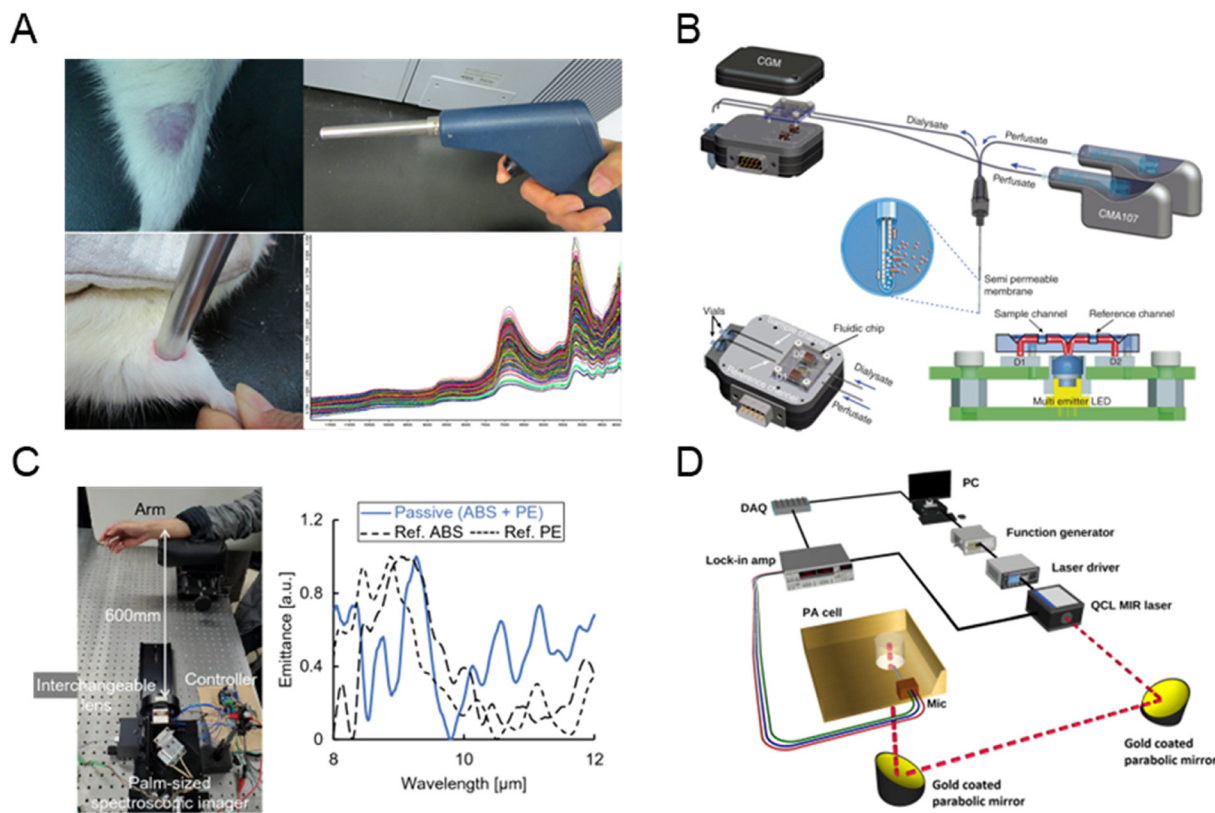 A
B
CGM
Dialysate
Perfusate
Perfusate
CMA107
Semi permeable
membrane
Vials
Fluidic chip
Dialysate
Perfusate
Sample channel
Reference channel
D1
D2
Multi emitter LED
C
Arm
600mm
Interchangeable
lens
Controller
Palm-sized
spectroscopic imager
Passive (ABS + PE)
Ref. ABS
Ref. PE
Emittance [a.u.]
1.2
0.8
0.4
0
8
10
12
Wavelength [µm]
D
PC
DAQ
Function generator
Lock-in amp
Laser driver
QCL MIR laser
PA cell
Mic
Gold coated
parabolic mirror
Gold coated
parabolic mirror